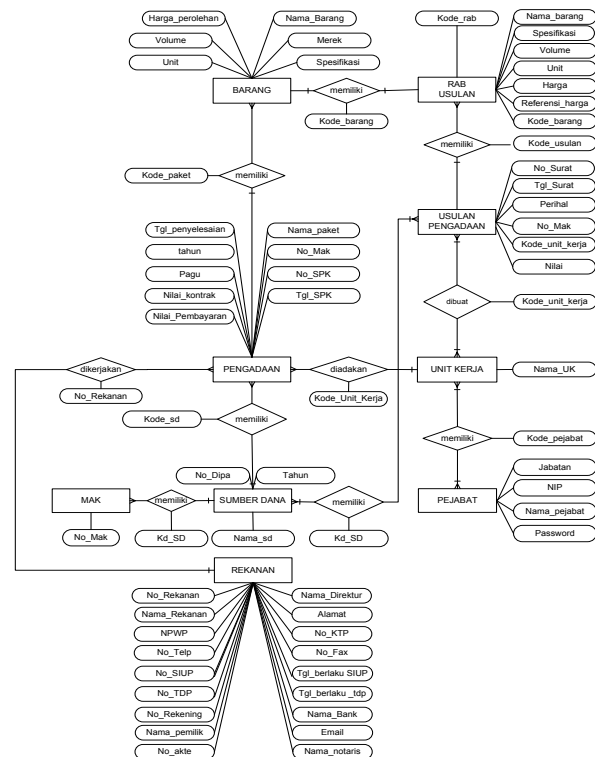 Harga_perolehan
Nama_Barang
Volume
Merek
Unit
Spesifikasi
BARANG
memiliki
Kode_barang
Kode_rab
Nama_barang
Spesifikasi
Volume
Unit
Harga
Referensi_harga
Kode_barang
RAB
USULAN
memiliki
Kode_usulan
Kode_paket
memiliki
No_Surat
Tgl_Surat
Perihal
No_Mak
Kode_unit_kerja
Nilai
USULAN
PENGADAAN
Tgl_penyelesaian
Nama_paket
tahun
No_Mak
Pagu
No_SPK
Nilai_kontrak
Tgl_SPK
Nilai_Pembayaran
dibuat
Kode_unit_kerja
dikerjakan
No_Rekanan
PENGADAAN
diadakan
Kode_Unit_Kerja
UNIT KERJA
Nama_UK
Kode_sd
memiliki
memiliki
Kode_pejabat
No_Dipa
Tahun
MAK
memiliki
SUMBER DANA
memiliki
No_Mak
Kd_SD
Nama_sd
Kd_SD
PEJABAT
Jabatan
NIP
Nama_pejabat
Password
REKANAN
No_Rekanan
Nama_Direktur
Nama_Rekanan
Alamat
NPWP
No_KTP
No_Telp
No_Fax
No_SIUP
Tgl_berlaku SIUP
No_TDP
Tgl_berlaku _tdp
No_Rekening
Nama_Bank
Nama_pemilik
Email
No_akte
Nama_notaris